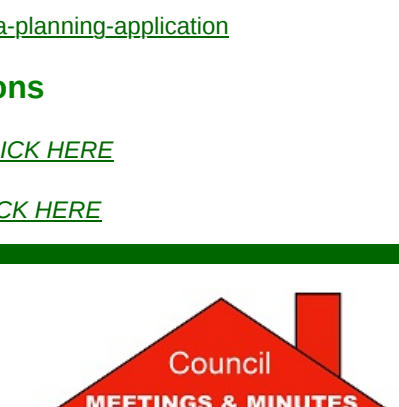 a-planning-application
ons
ICK HERE
CK HERE
Council
MEETINGS & MINUTES